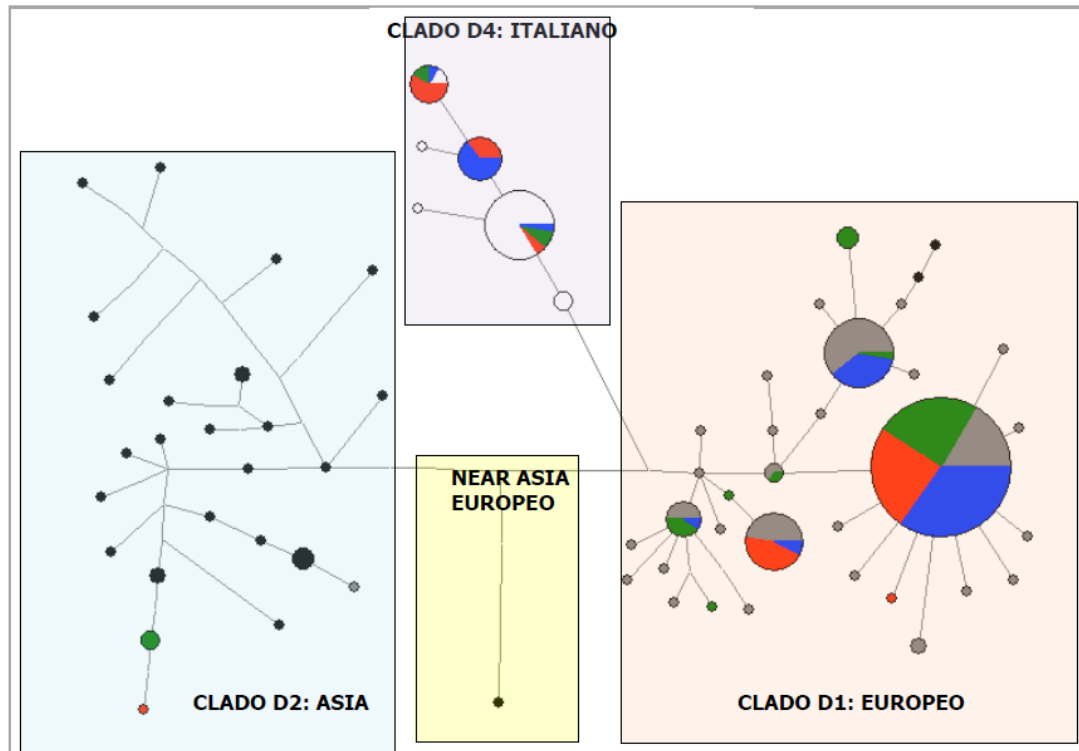 CLADO D4: ITALIANO
NEAR ASIA
EUROPEO
CLADO D2: ASIA
CLADO D1: EUROPEO